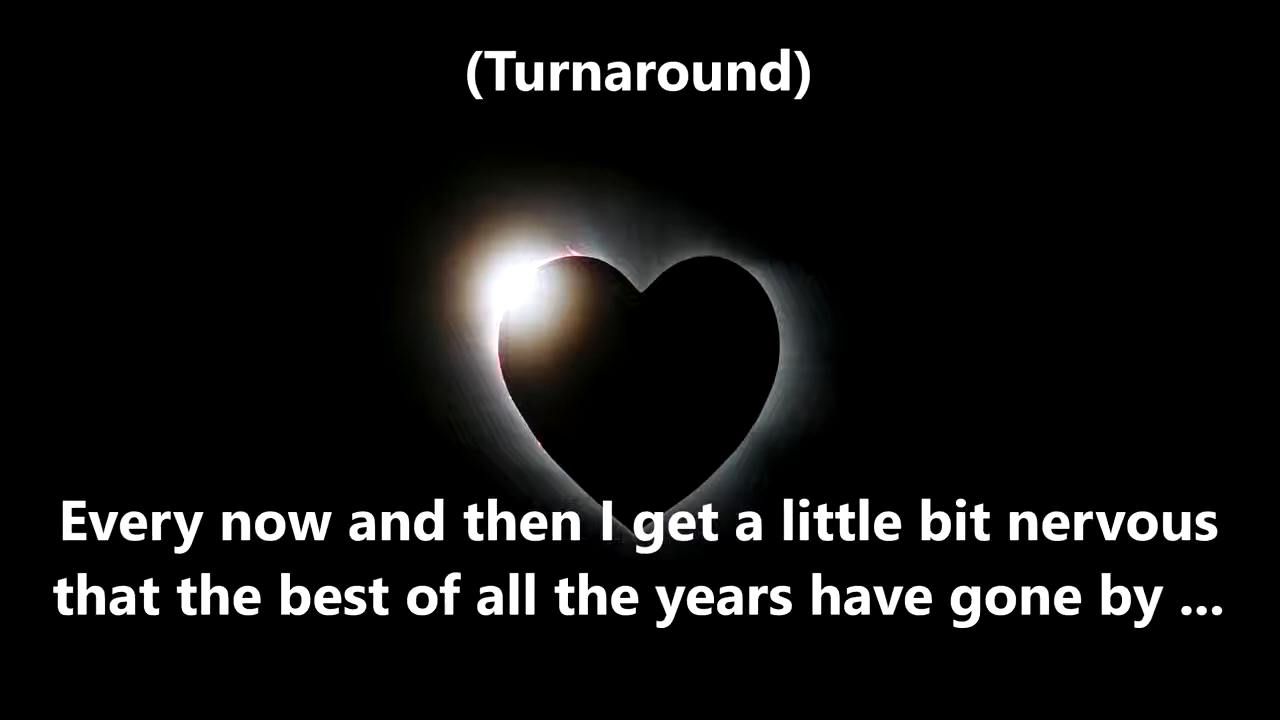 (Turnaround)
Every now and then I get a little bit nervous
that the best of all the years have gone by ...